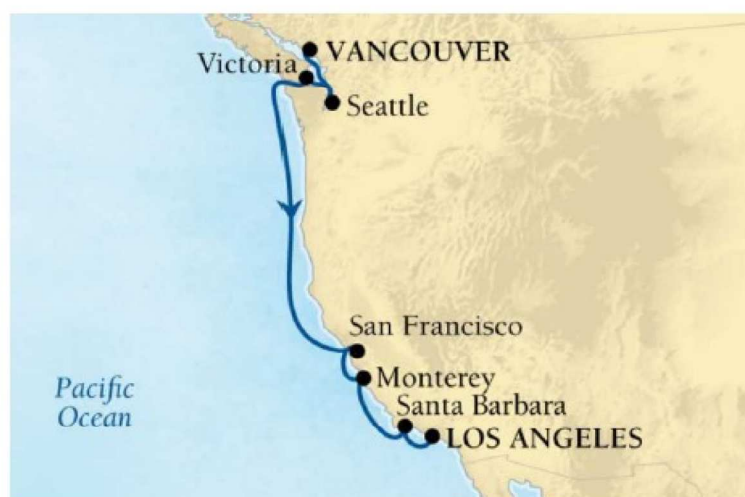 VANCOUVER
Victoria
Seattle
San Francisco
Monterey
Pacific
Ocean
Santa Barbara
LOS ANGELES